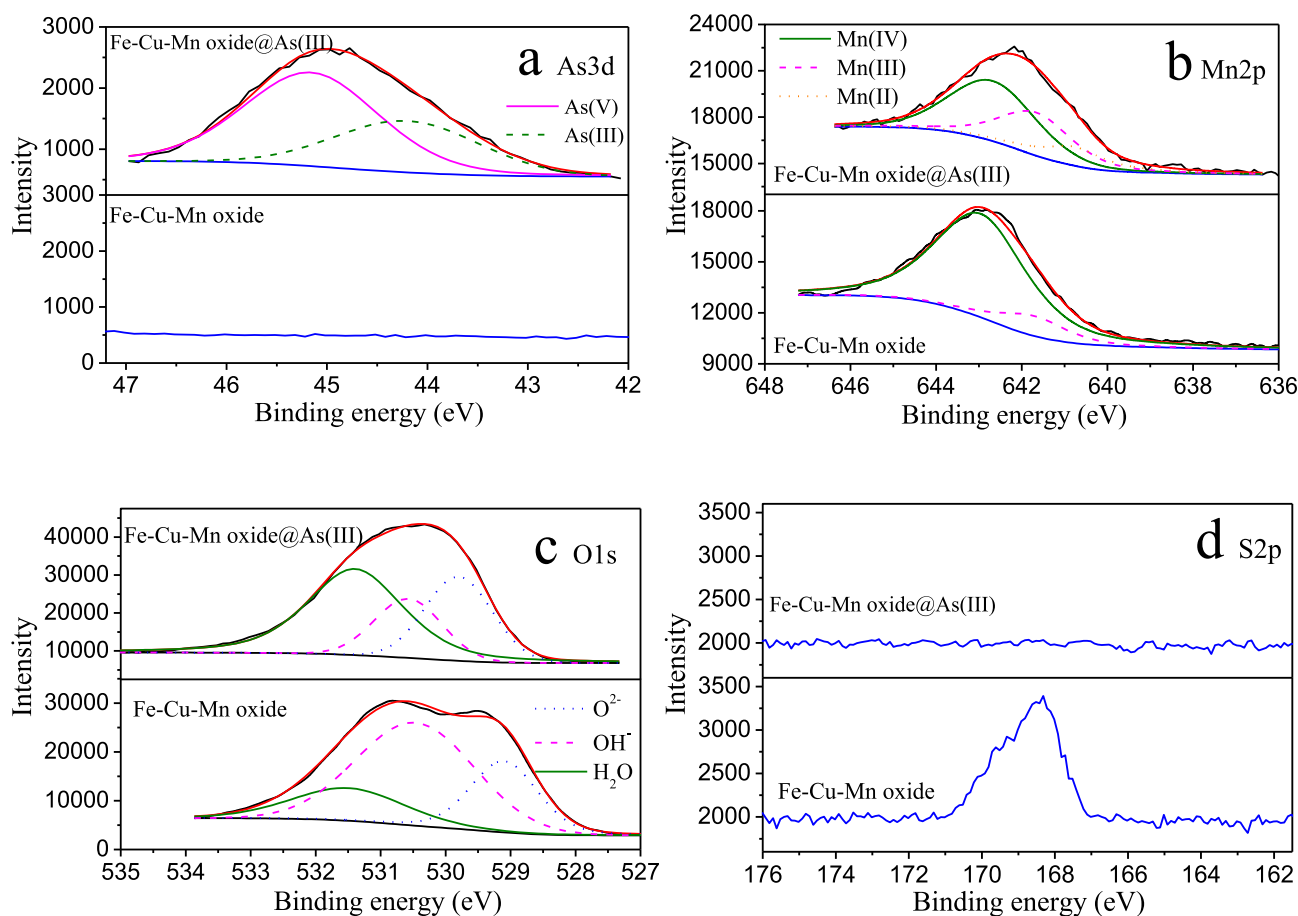 3000
Fe-Cu-Mn oxide@As(III)
a As3d
2000
As(V)
As(III)
1000
3000
Fe-Cu-Mn oxide
2000
1000
0
47 46 45 44 43 42
Intensity
Binding energy (eV)
24000
Mn(IV)
b Mn2p
21000
Mn(III)
Mn(II)
18000
15000
Fe-Cu-Mn oxide@As(III)
18000
15000
12000
Fe-Cu-Mn oxide
9000
648 646 644 642 640 638 636
Intensity
Binding energy (eV)
40000
Fe-Cu-Mn oxide@As(III)
c O1s
30000
20000
10000
30000
Fe-Cu-Mn oxide
O²⁻
20000
OH⁻
10000
H₂O
0
535 534 533 532 531 530 529 528 527
Intensity
Binding energy (eV)
3500
d S2p
3000
2500
Fe-Cu-Mn oxide@As(III)
2000
3500
3000
2500
Fe-Cu-Mn oxide
2000
176 174 172 170 168 166 164 162
Intensity
Binding energy (eV)